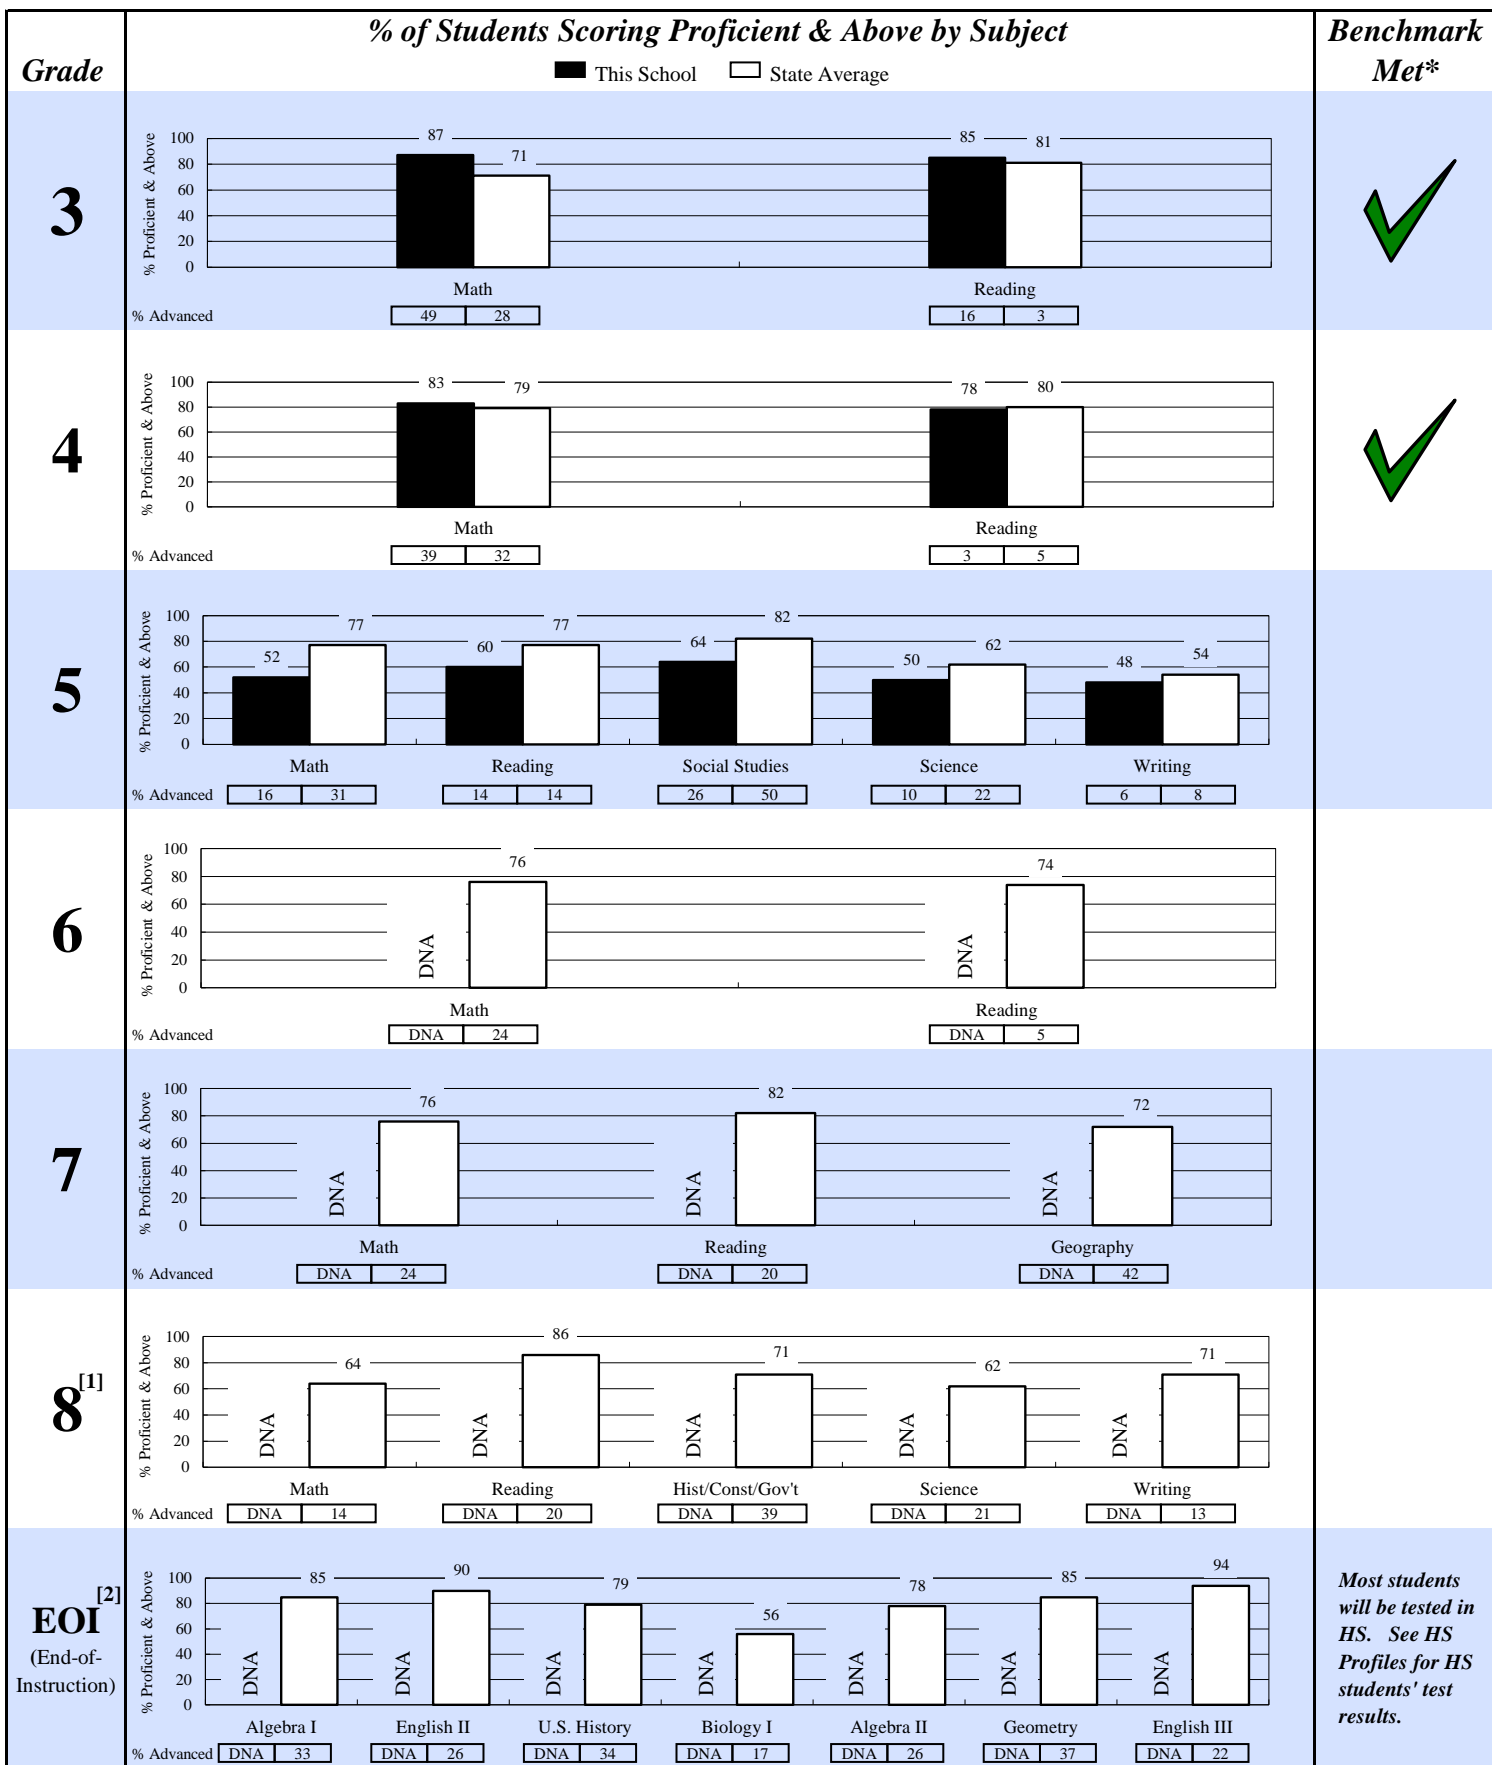 % of Students Scoring Proficient & Above by Subject
Benchmark
Met*
Grade
This School State Average
3
% Proficient & Above
100
80
60
40
20
0
87 71 85 81
Math Reading
% Advanced 49 28 16 3
4
% Proficient & Above
100
80
60
40
20
0
83 79 78 80
Math Reading
% Advanced 39 32 3 5
5
% Proficient & Above
100
80
60
40
20
0
52 77 60 77 64 82 50 62 48 54
Math Reading Social Studies Science Writing
% Advanced 16 31 14 14 26 50 10 22 6 8
6
% Proficient & Above
100
80
60
40
20
0
DNA 76 DNA 74
Math Reading
% Advanced DNA 24 DNA 5
7
% Proficient & Above
100
80
60
40
20
0
DNA 76 DNA 82 DNA 72
Math Reading Geography
% Advanced DNA 24 DNA 20 DNA 42
8[1]
% Proficient & Above
100
80
60
40
20
0
DNA 64 DNA 86 DNA 71 DNA 62 DNA 71
Math Reading Hist/Const/Gov't Science Writing
% Advanced DNA 14 DNA 20 DNA 39 DNA 21 DNA 13
EOI[2]
(End-of-
Instruction)
% Proficient & Above
100
80
60
40
20
0
DNA 85 DNA 90 DNA 79 DNA 56 DNA 78 DNA 85 DNA 94
Algebra I English II U.S. History Biology I Algebra II Geometry English III
% Advanced DNA 33 DNA 26 DNA 34 DNA 17 DNA 26 DNA 37 DNA 22
Most students
will be tested in
HS. See HS
Profiles for HS
students' test
results.